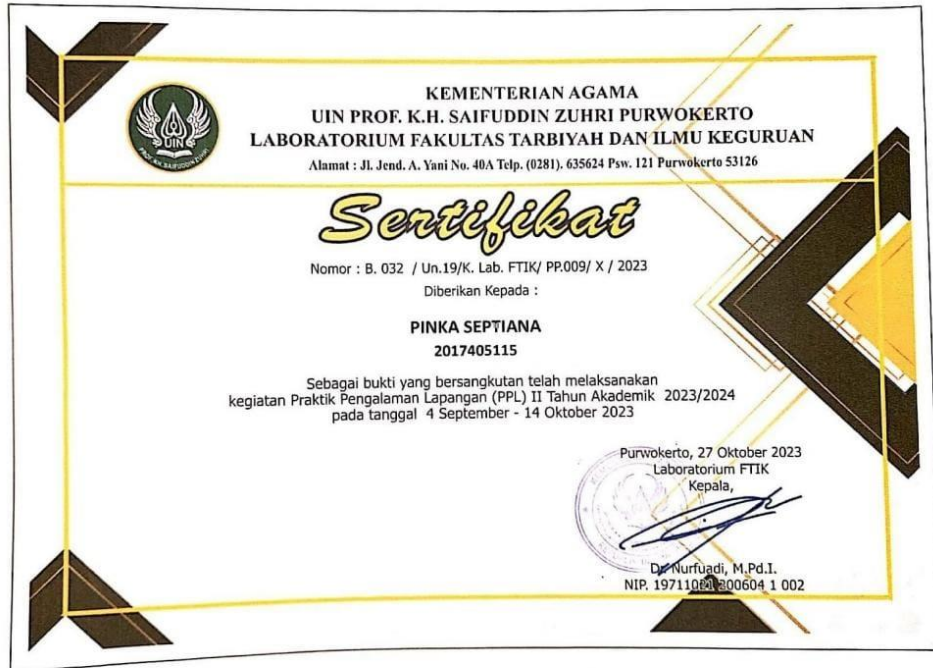 KEMENTERIAN AGAMA
UIN PROF. K.H. SAIFUDDIN ZUHRI PURWOKERTO
LABORATORIUM FAKULTAS TARBIYAH DAN ILMU KEGURUAN
Alamat : Jl. Jend. A. Yani No. 40A Telp. (0281). 635624 Psw. 121 Purwokerto 53126
UIN
PROF. K.H. SAIFUDDIN ZUHRI
Sertifikat
Nomor : B. 032 / Un.19/K. Lab. FTIK/ PP.009/ X / 2023
Diberikan Kepada :
PINKA SEPTIANA
2017405115
Sebagai bukti yang bersangkutan telah melaksanakan
kegiatan Praktik Pengalaman Lapangan (PPL) II Tahun Akademik 2023/2024
pada tanggal 4 September - 14 Oktober 2023
Purwokerto, 27 Oktober 2023
Laboratorium FTIK
Kepala,
Dr. Nurfuadi, M.Pd.I.
NIP. 19711021 200604 1 002